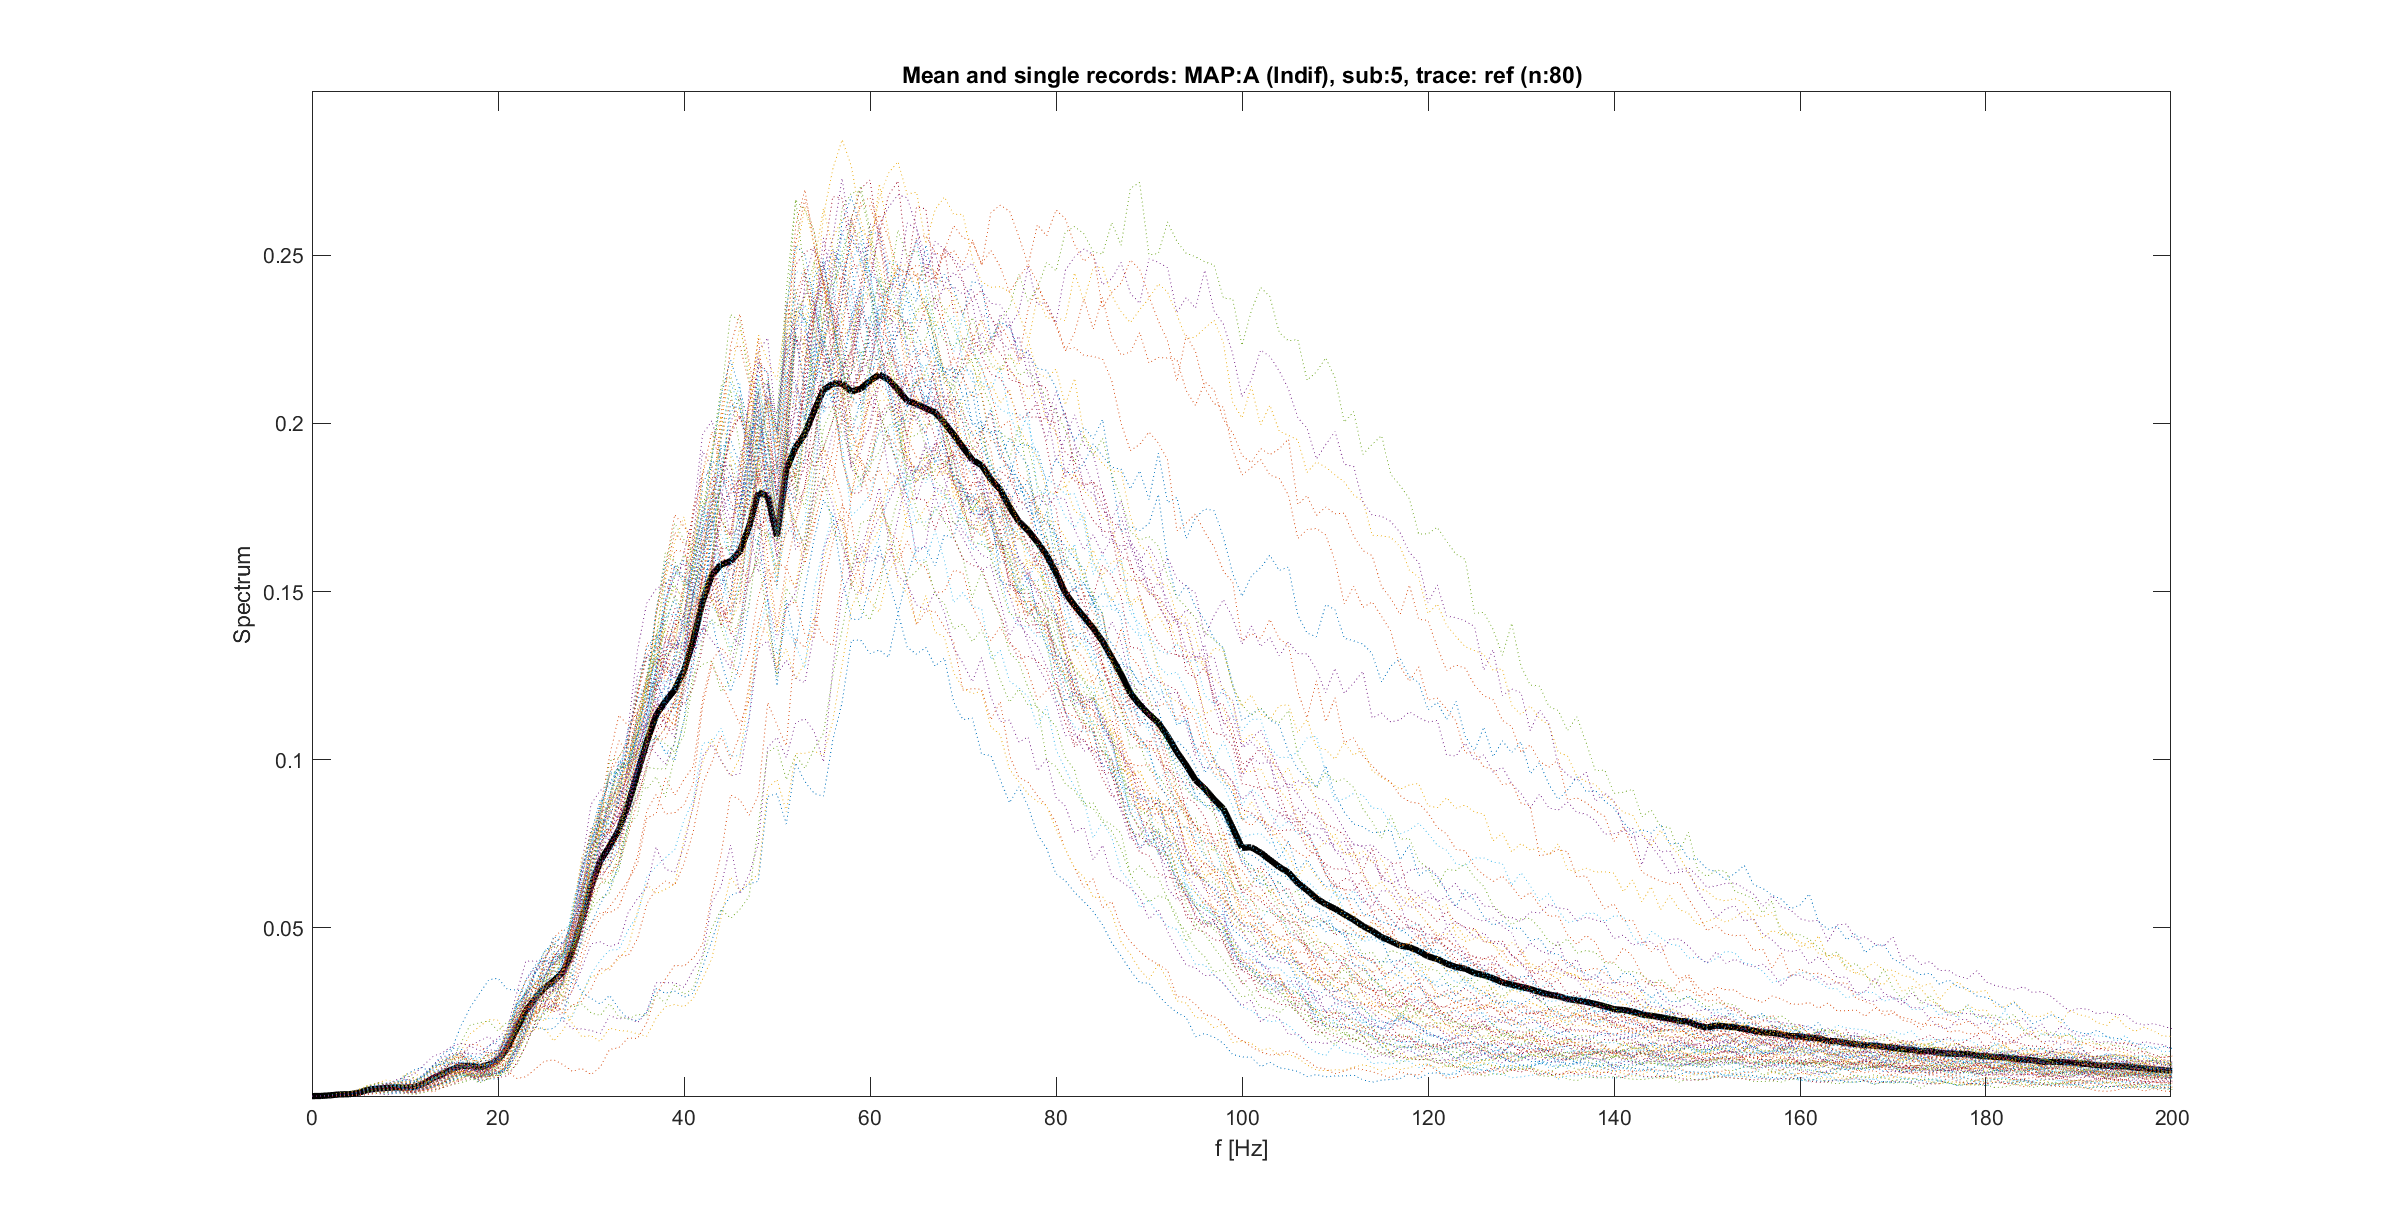 Mean and single records: MAP:A (Indif), sub:5, trace: ref (n:80)
0.25
0.2
0.15
0.1
0.05
Spectrum
0 20 40 60 80 100 120 140 160 180 200
f [Hz]